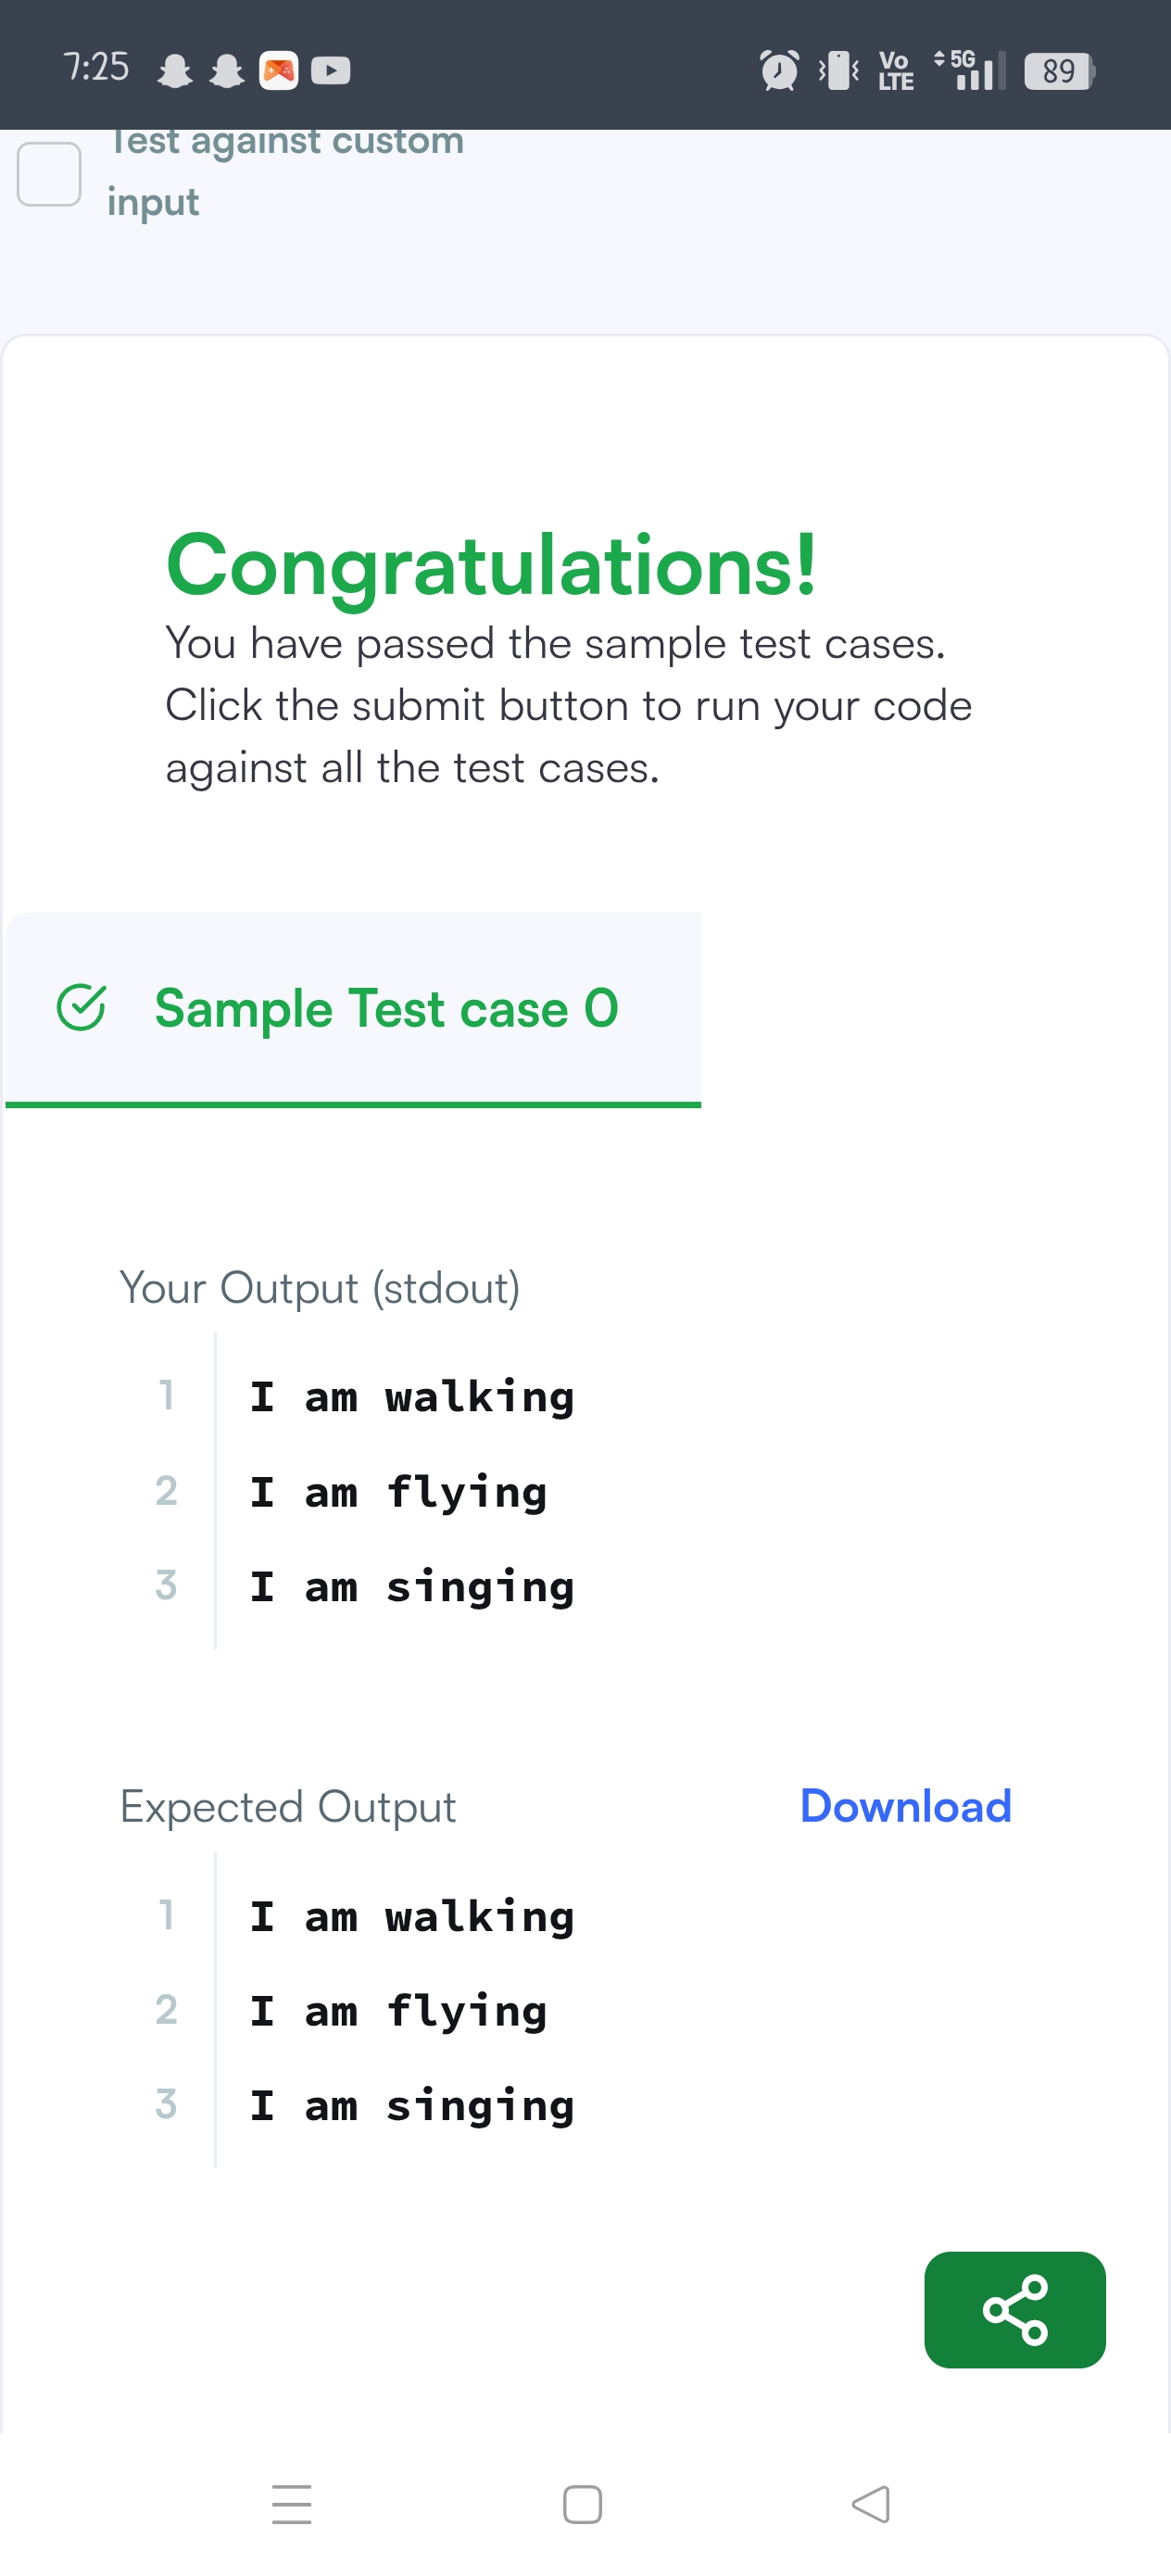 7:25
Vo
LTE
5G
89
Test against custom
input
Congratulations!
You have passed the sample test cases.
Click the submit button to run your code
against all the test cases.
Sample Test case 0
Your Output (stdout)
1 I am walking
2 I am flying
3 I am singing
Expected Output Download
1 I am walking
2 I am flying
3 I am singing